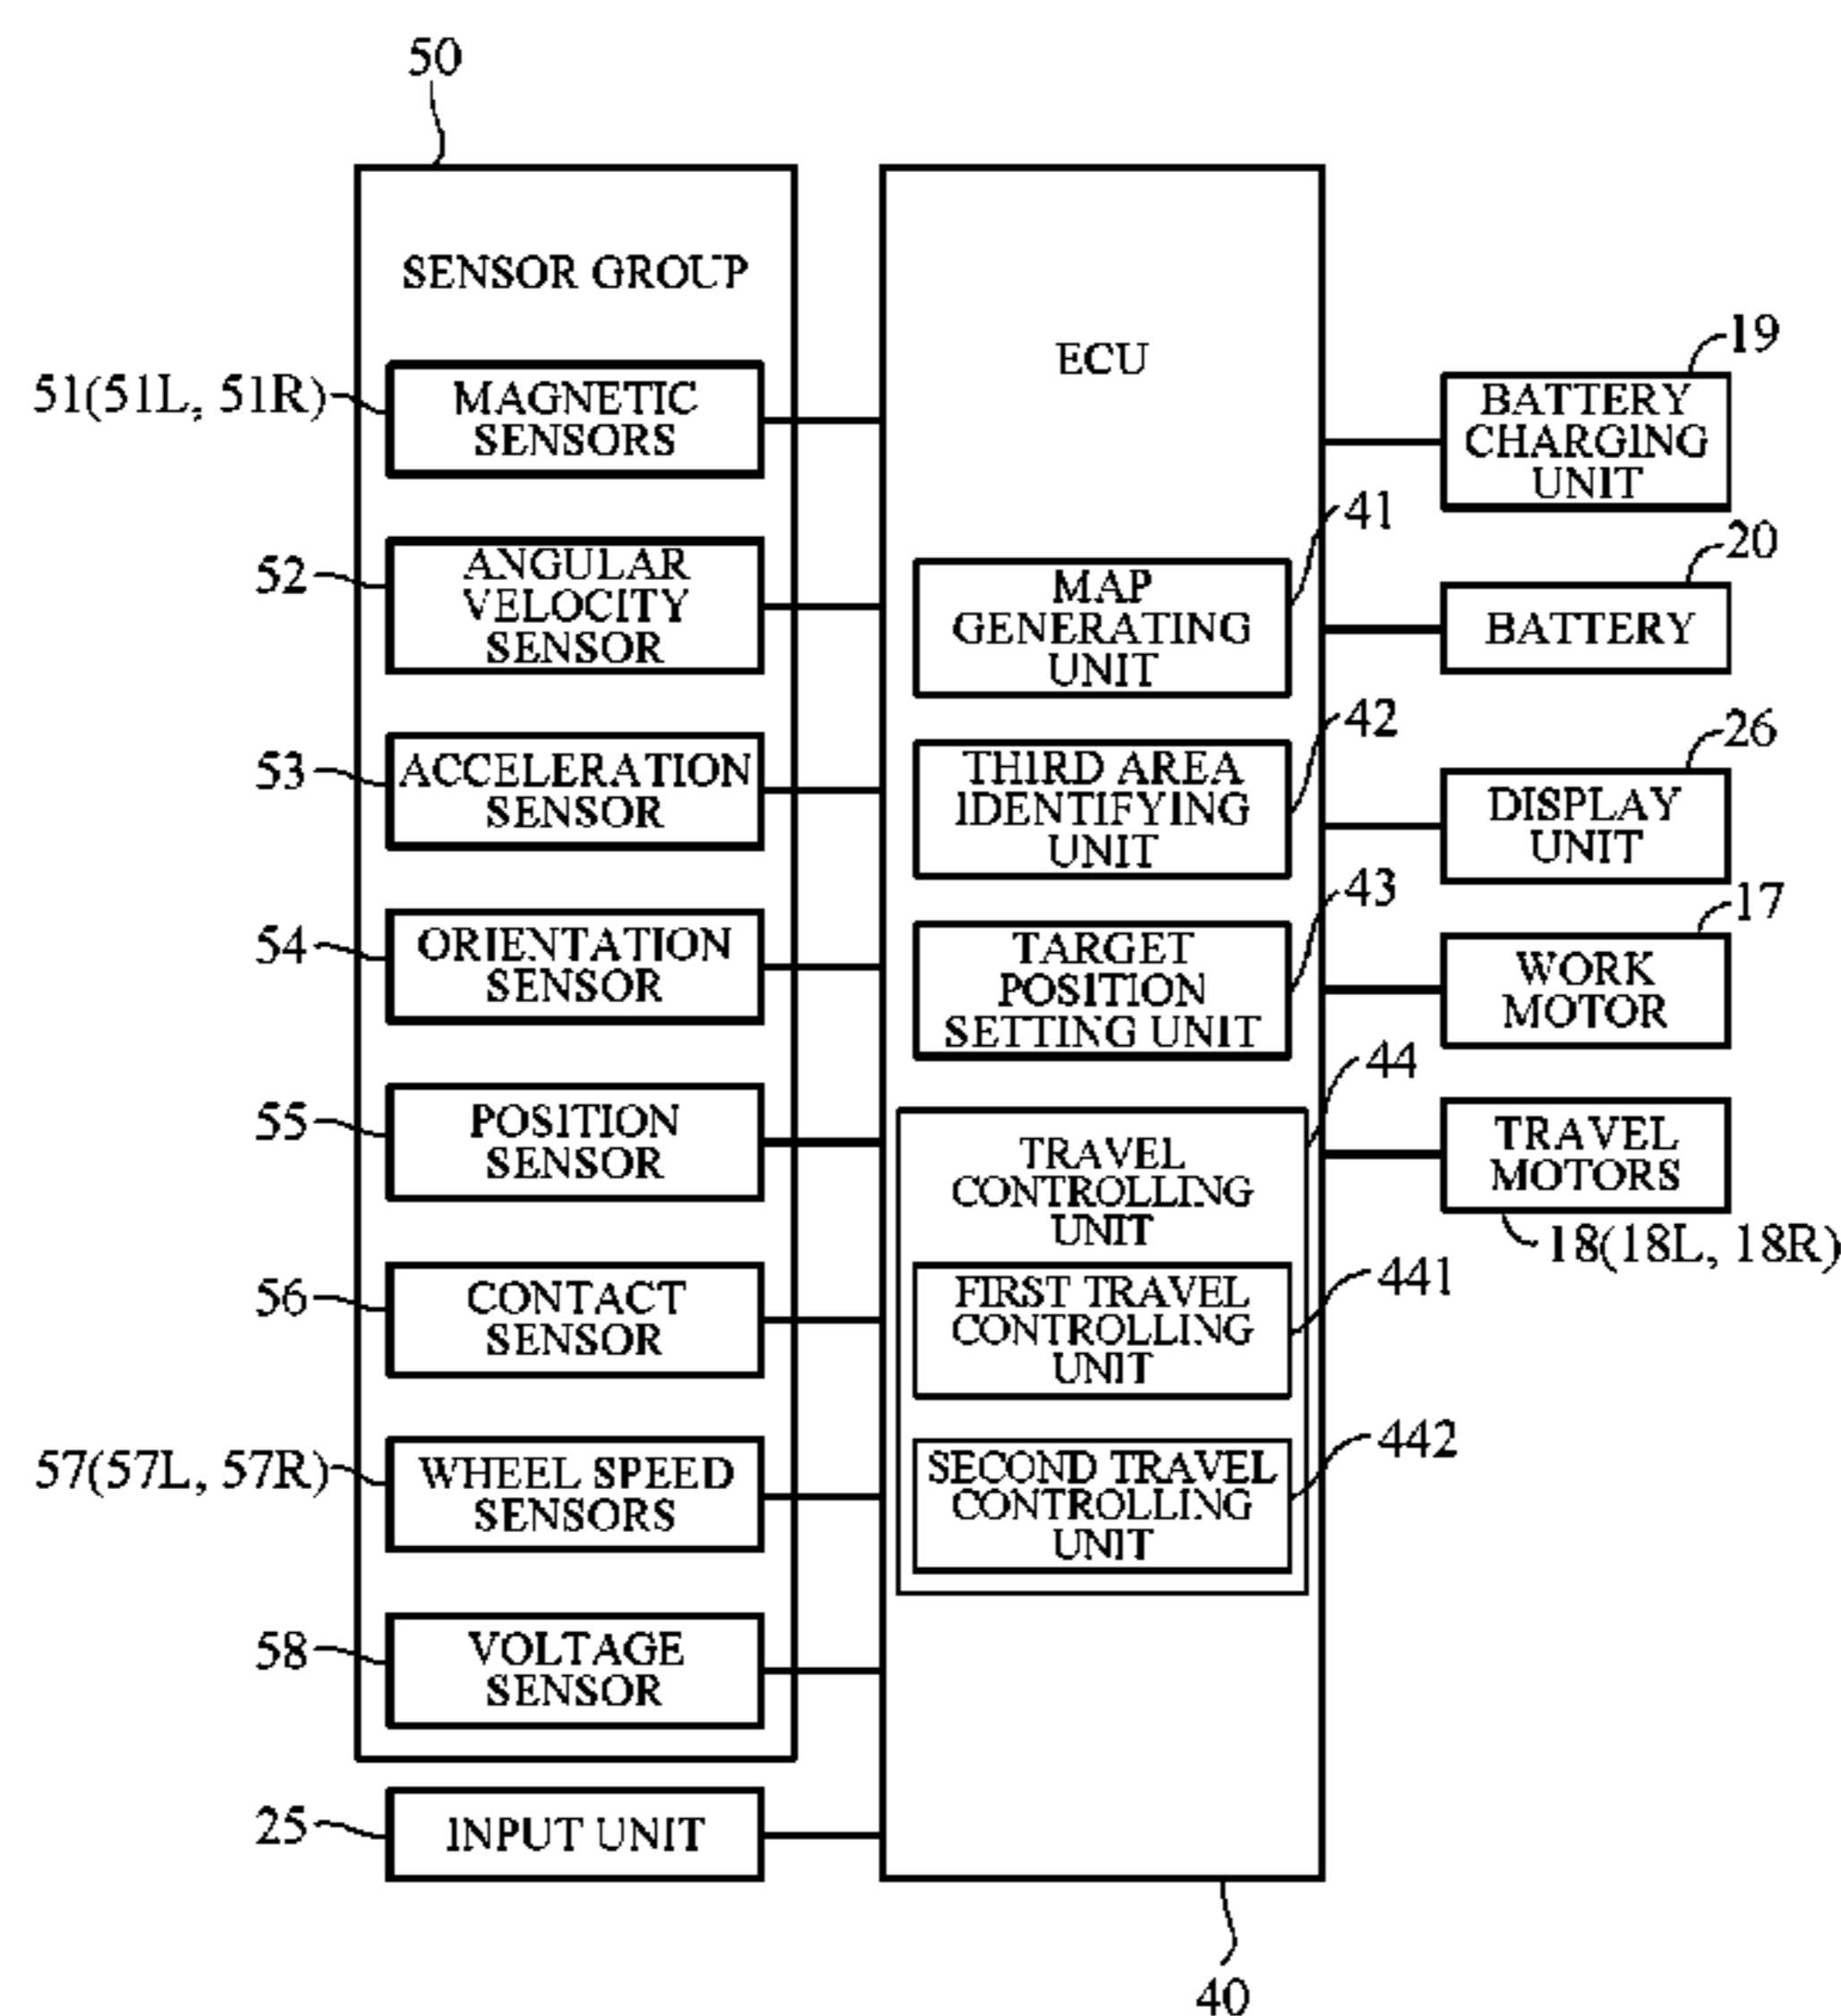 50
SENSOR GROUP
51(51L, 51R)
MAGNETIC
SENSORS
52
ANGULAR
VELOCITY
SENSOR
53
ACCELERATION
SENSOR
54
ORIENTATION
SENSOR
55
POSITION
SENSOR
56
CONTACT
SENSOR
57(57L, 57R)
WHEEL SPEED
SENSORS
58
VOLTAGE
SENSOR
25
INPUT UNIT
ECU
41
MAP
GENERATING
UNIT
42
THIRD AREA
IDENTIFYING
UNIT
43
TARGET
POSITION
SETTING UNIT
44
TRAVEL
CONTROLLING
UNIT
441
FIRST TRAVEL
CONTROLLING
UNIT
442
SECOND TRAVEL
CONTROLLING
UNIT
40
19
BATTERY
CHARGING
UNIT
20
BATTERY
26
DISPLAY
UNIT
17
WORK
MOTOR
TRAVEL
MOTORS
18(18L, 18R)